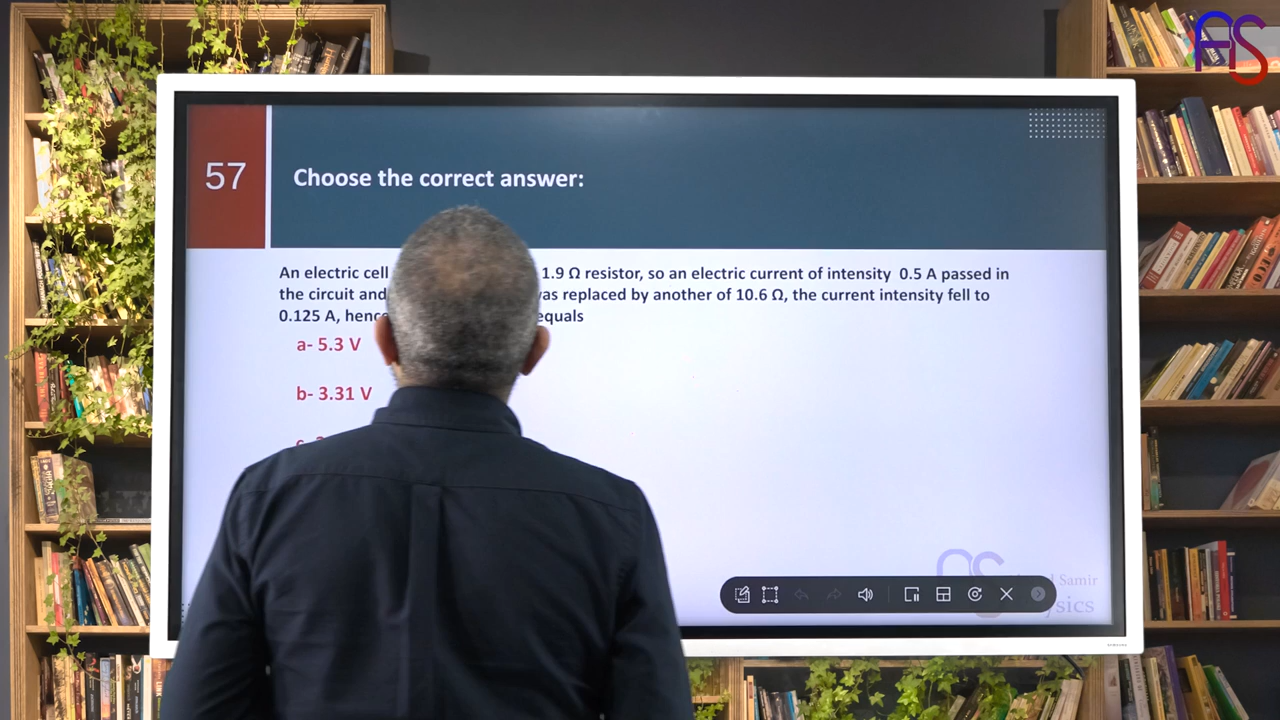 AS
57
Choose the correct answer:
An electric cell 1.9 Ω resistor, so an electric current of intensity 0.5 A passed in
the circuit and was replaced by another of 10.6 Ω, the current intensity fell to
0.125 A, hence equals
a- 5.3 V
b- 3.31 V
Samir